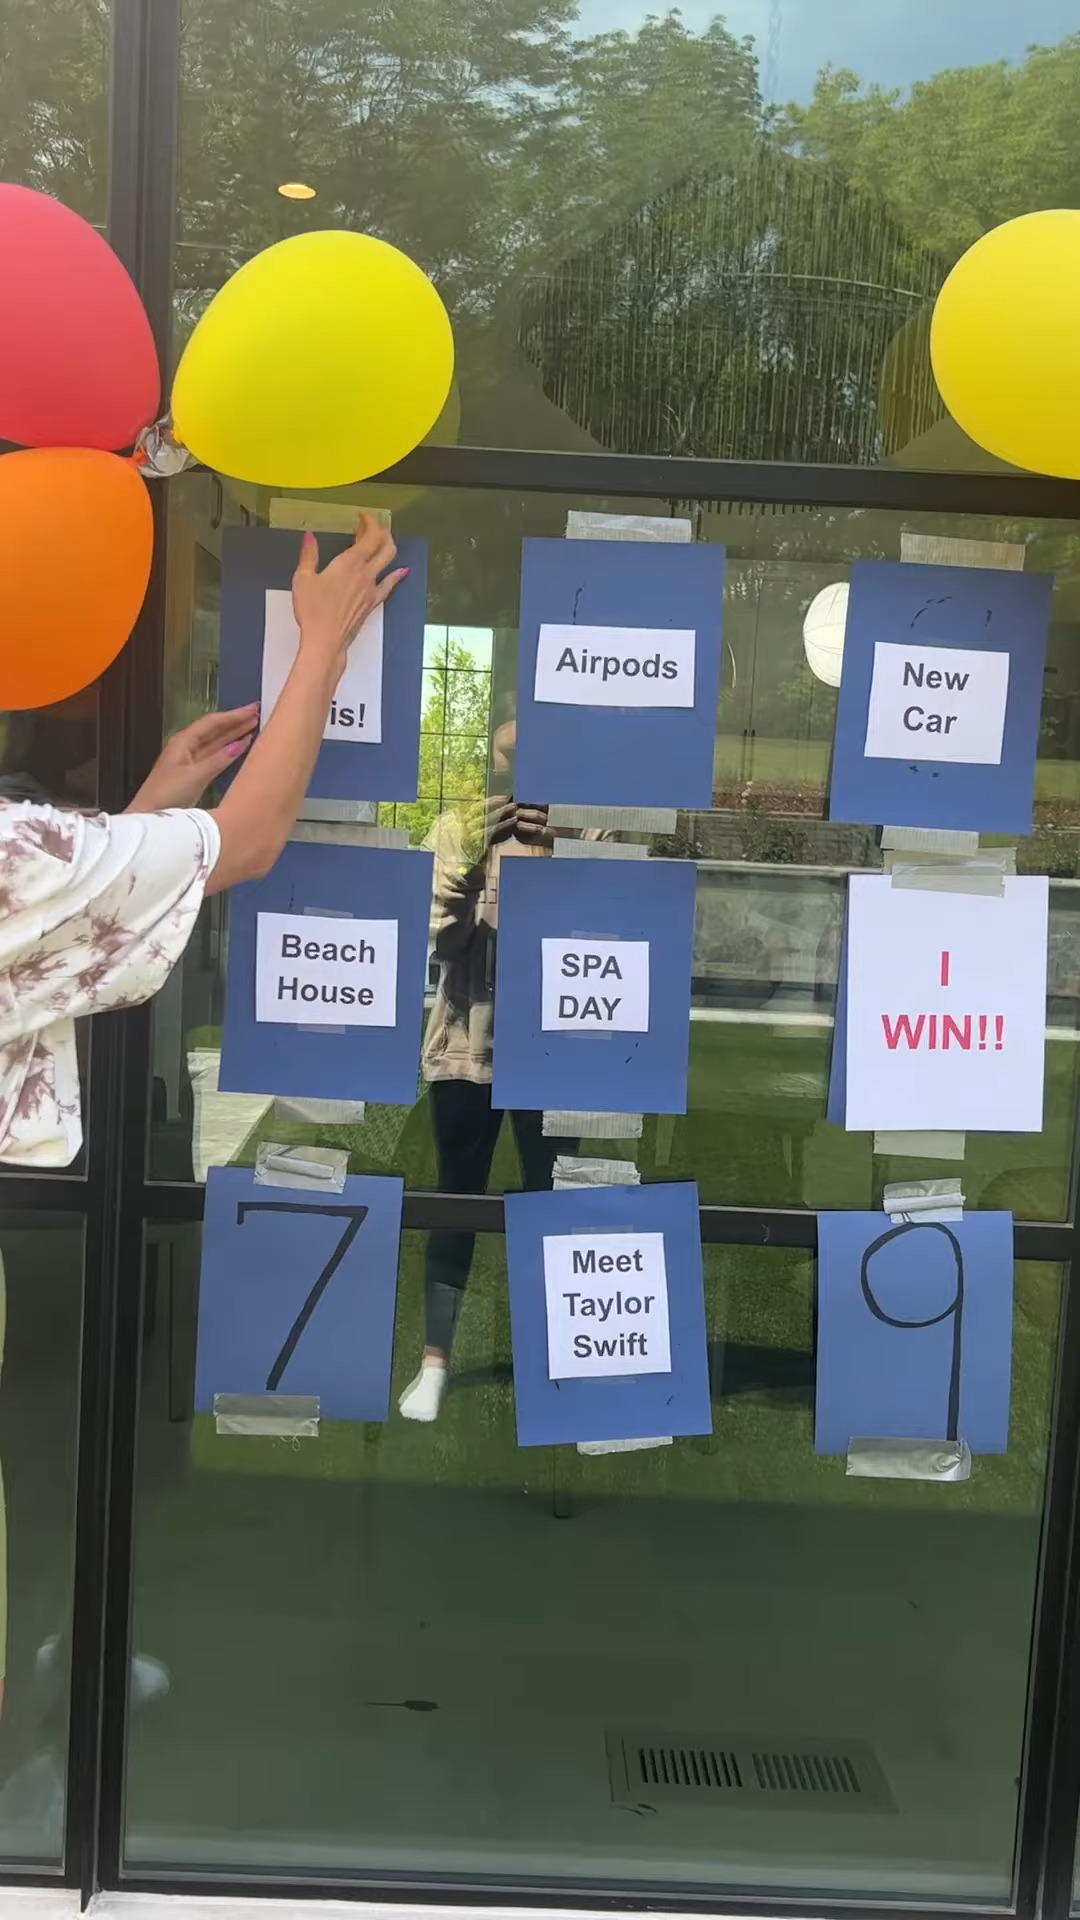 is!
Airpods
New
Car
Beach
House
SPA
DAY
I
WIN!!
7
Meet
Taylor
Swift
9